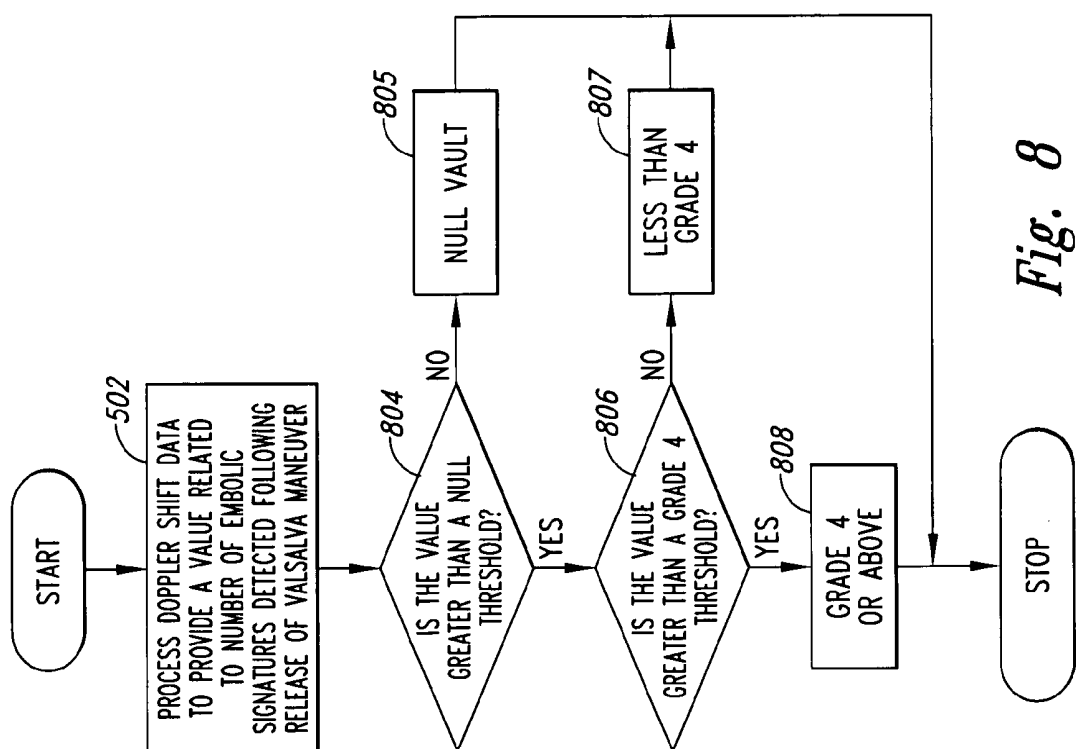 START
502
PROCESS DOPPLER SHIFT DATA
TO PROVIDE A VALUE RELATED
TO NUMBER OF EMBOLIC
SIGNATURES DETECTED FOLLOWING
RELEASE OF VALSALVA MANEUVER
804
IS THE VALUE
GREATER THAN A NULL
THRESHOLD?
NO
805
NULL VAULT
YES
806
IS THE VALUE
GREATER THAN A GRADE 4
THRESHOLD?
NO
807
LESS THAN
GRADE 4
YES
808
GRADE 4
OR ABOVE
STOP
Fig. 8